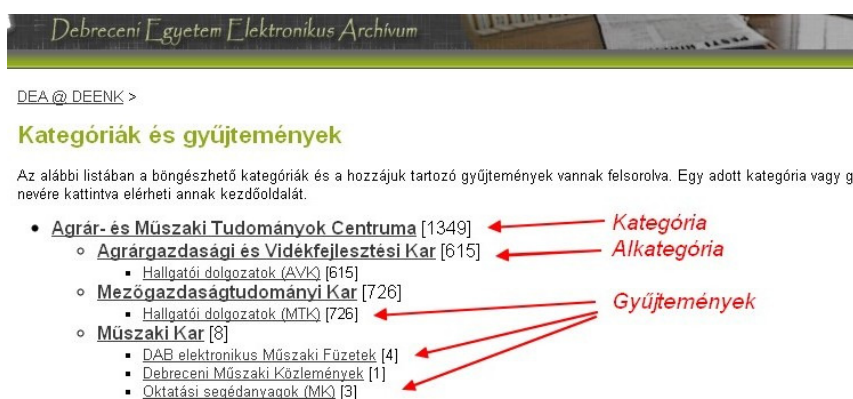 Debreceni Egyetem Elektronikus Archívum
DEA @ DEENK >
Kategóriák és gyűjtemények
Az alábbi listában a böngészhető kategóriák és a hozzájuk tartozó gyűjtemények vannak felsorolva. Egy adott kategória vagy g
nevére kattintva elérheti annak kezdőoldalát.
• Agrár- és Műszaki Tudományok Centruma [1349] Kategória
◦ Agrárgazdasági és Vidékfejlesztési Kar [615] Alkategória
▪ Hallgatói dolgozatok (AVK) [615]
◦ Mezőgazdaságtudományi Kar [726]
▪ Hallgatói dolgozatok (MTK) [726] Gyűjtemények
◦ Műszaki Kar [8]
▪ DAB elektronikus Műszaki Füzetek [4]
▪ Debreceni Műszaki Közlemények [1]
▪ Oktatási segédanyagok (MK) [3]